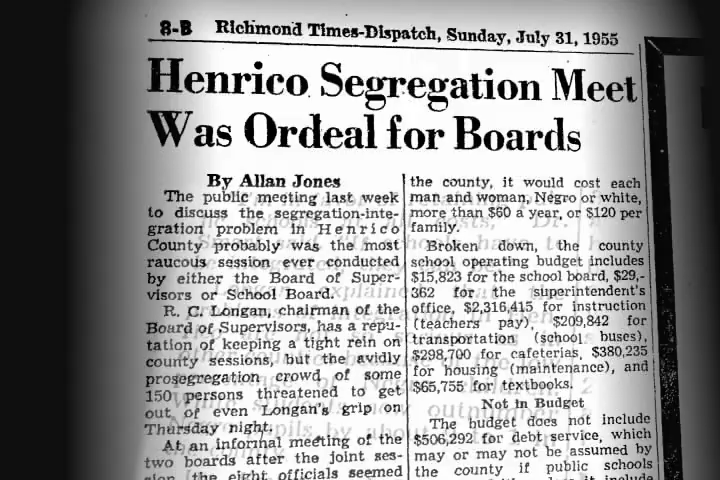 8-B Richmond Times-Dispatch, Sunday, July 31, 1955
Henrico Segregation Meet
Was Ordeal for Boards
By Allan Jones
The public meeting last week
to discuss the segregation-inte-
gration problem in Henrico
County probably was the most
raucous session ever conducted
by either the Board of Super-
visors or School Board.
R. C. Longan, chairman of the
Board of Supervisors, has a repu-
tation of keeping a tight rein on
county sessions, but the avidly
prosegregation crowd of some
150 persons threatened to get
out of even Longan's grip on
Thursday night.
At an informal meeting of the
two boards after the joint ses-
sion the eight officials seemed
the county, it would cost each
man and woman, Negro or white,
more than $60 a year, or $120 per
family.
Broken down, the county
school operating budget includes
$15,823 for the school board, $29,-
362 for the superintendent's
office, $2,316,415 for instruction
(teachers pay), $209,842 for
transportation (school buses),
$298,700 for cafeterias, $380,235
for housing (maintenance), and
$65,755 for textbooks.
Not in Budget
The budget does not include
$506,292 for debt service, which
may or may not be assumed by
the county if public schools